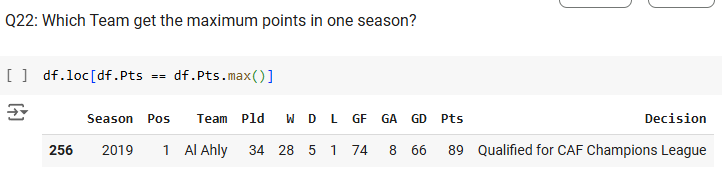 Q22: Which Team get the maximum points in one season?
[ ] df.loc[df.Pts == df.Pts.max()]
Season Pos Team Pld W D L GF GA GD Pts Decision
256 2019 1 Al Ahly 34 28 5 1 74 8 66 89 Qualified for CAF Champions League